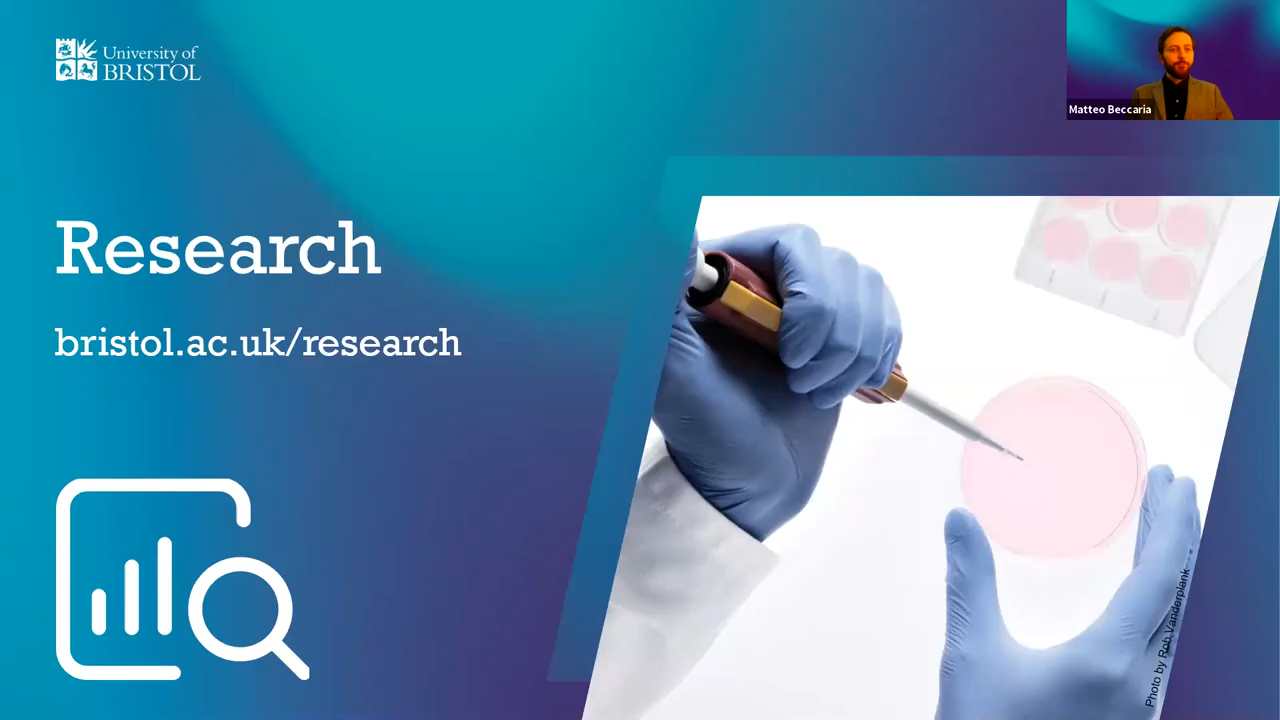 University of
BRISTOL
Matteo Beccaria
Research
bristol.ac.uk/research
Photo by Rob Vanderplank